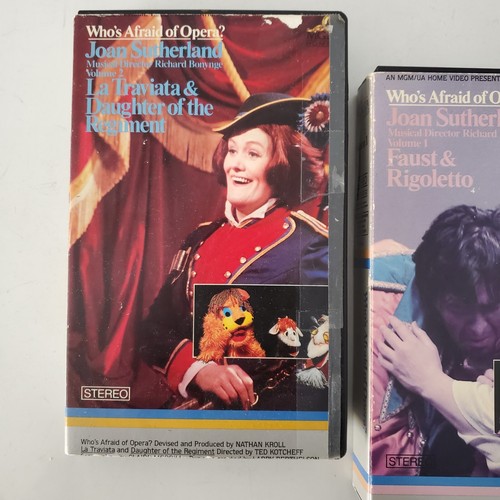 Who's Afraid of Opera?
Joan Sutherland
Musical Director Richard Bonynge
Volume 2
La Traviata &
Daughter of the
Regiment
STEREO
Who's Afraid of Opera? Devised and Produced by NATHAN KROLL
La Traviata and Daughter of the Regiment Directed by TED KOTCHEFF
AN MGM/UA HOME VIDEO PRESENT
Who's Afraid of O
Joan Sutherl
Musical Director Richard
Volume 1
Faust &
Rigoletto
STERE